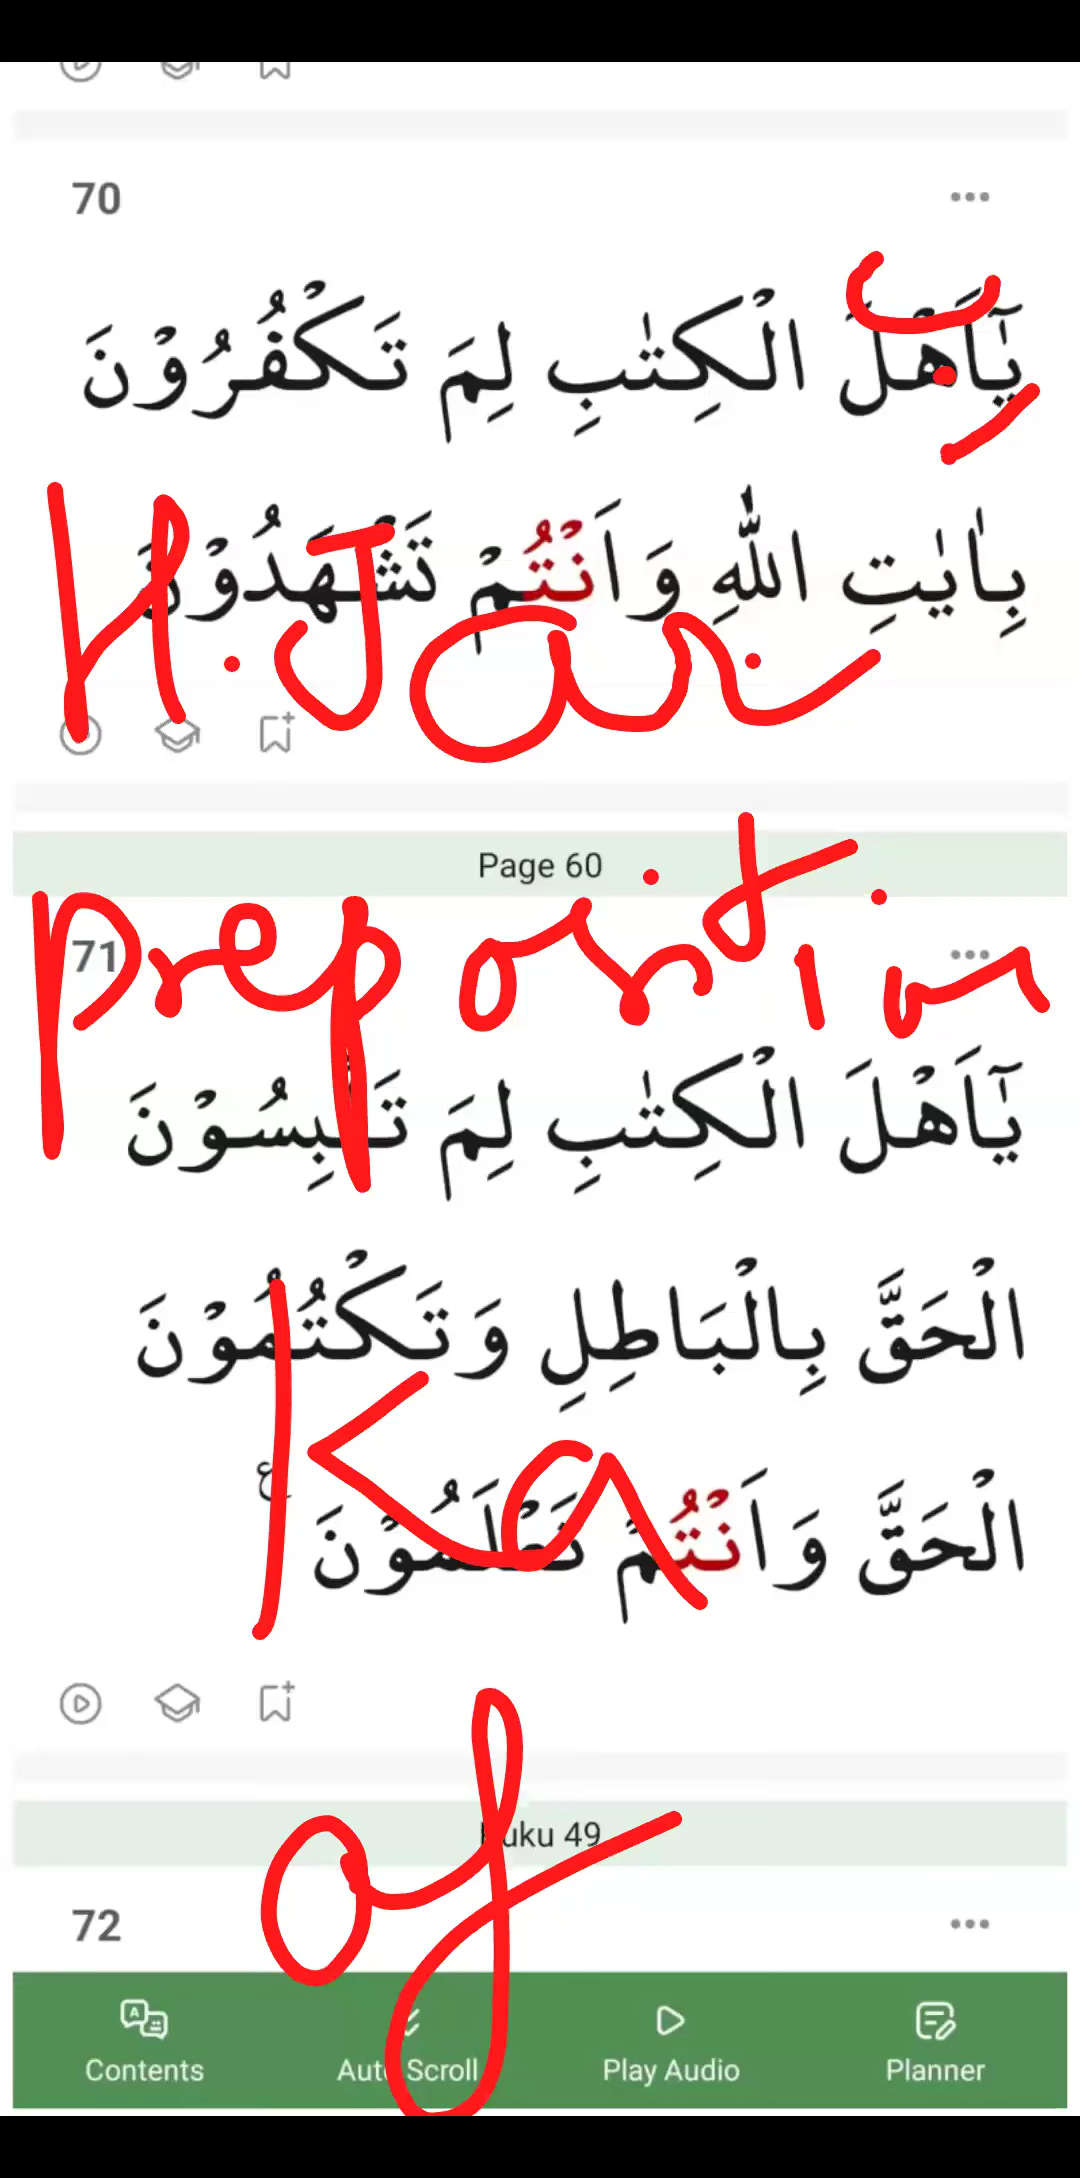 70
يٰٓاَهْلَ الْكِتٰبِ لِمَ تَكْفُرُوْنَ
بِاٰيٰتِ اللّٰهِ وَاَنْتُمْ تَشْهَدُوْنَ
H.Jar.
Page 60
preposition
71
يٰٓاَهْلَ الْكِتٰبِ لِمَ تَلْبِسُوْنَ
الْحَقَّ بِالْبَاطِلِ وَتَكْتُمُوْنَ
Ka
الْحَقَّ وَاَنْتُمْ تَعْلَمُوْنَ ع
of
Ruku 49
72
Contents Auto Scroll Play Audio Planner